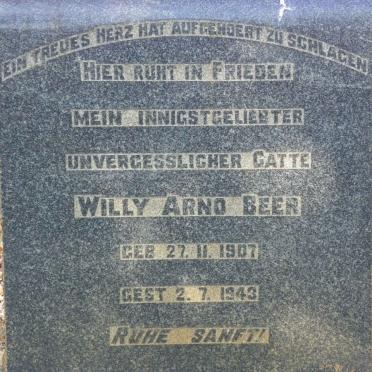 EIN TREUES HERZ HAT AUFGEHOERT ZU SCHLAGEN
HIER RUHT IN FRIEDEN
MEIN INNIGSTGELIEBTER
UNVERGESSLICHER GATTE
WILLY ARNO BEER
GEB 27. 11. 1907
GEST 2. 7. 1943
RUHE SANFT!